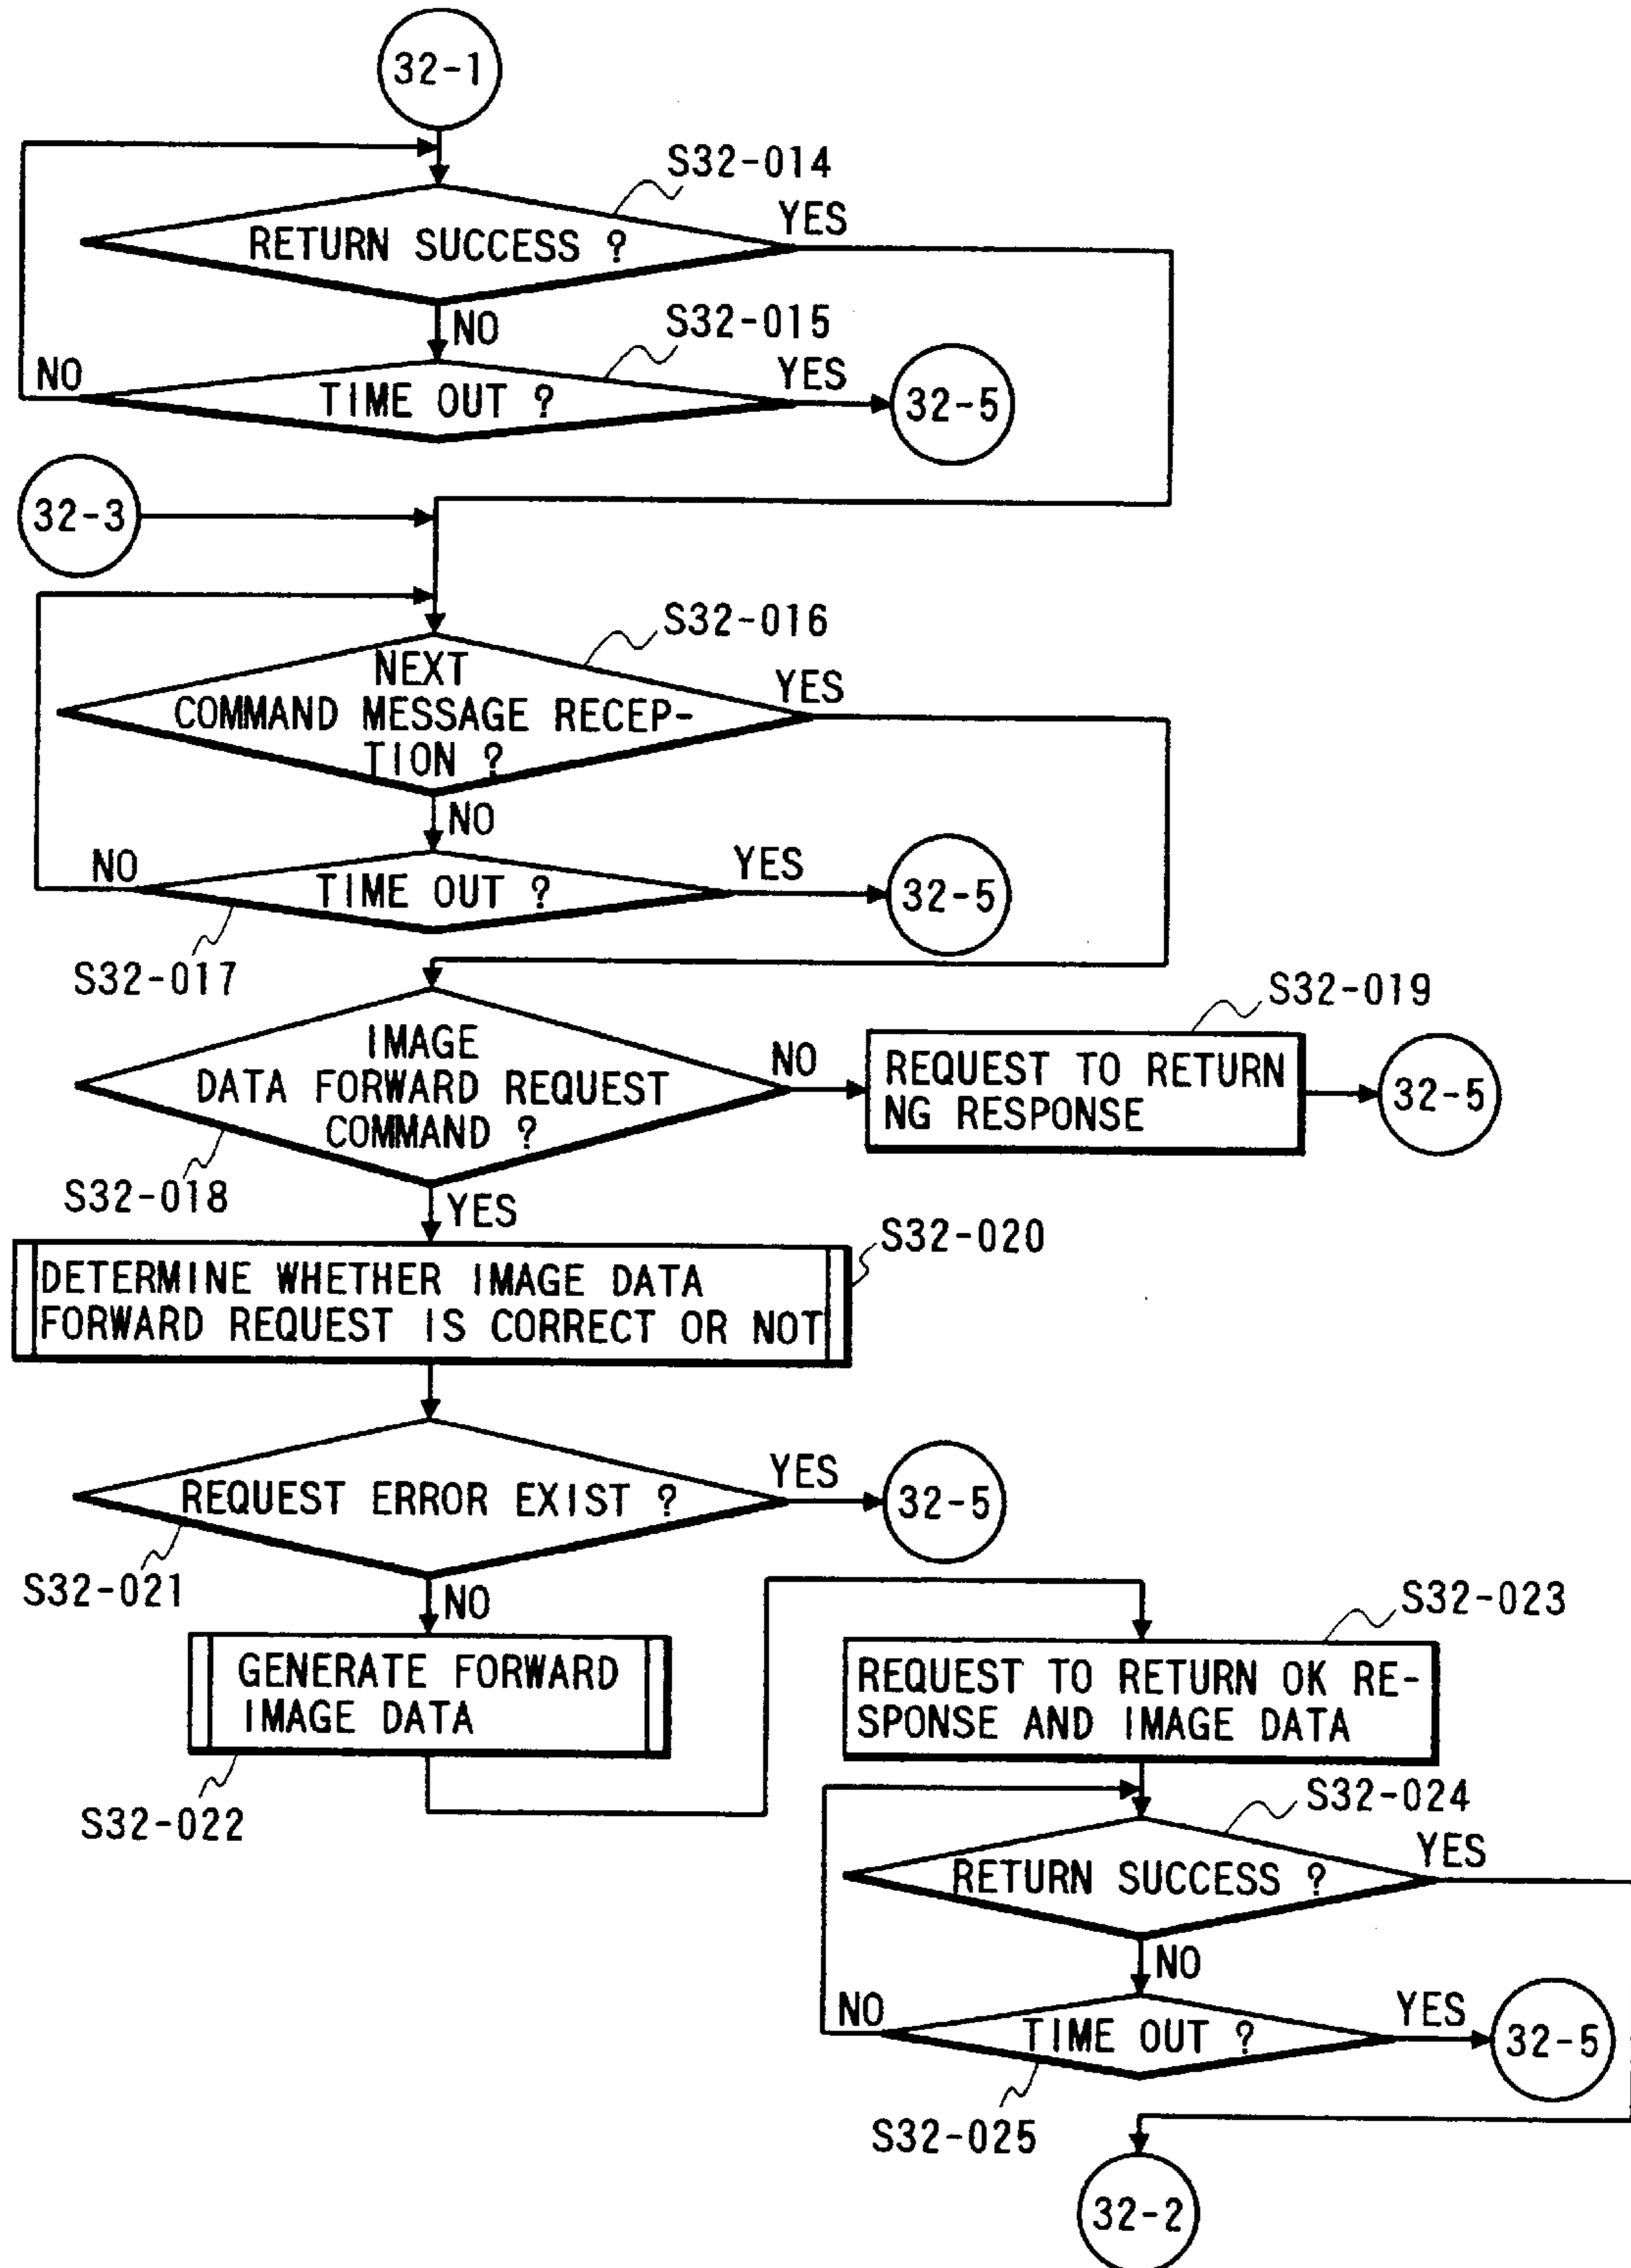 32-1
S32-014
YES
RETURN SUCCESS ?
NO
S32-015
NO
YES
TIME OUT ?
32-5
32-3
S32-016
NEXT
YES
COMMAND MESSAGE RECEP-
TION ?
NO
NO
YES
TIME OUT ?
32-5
S32-017
S32-019
IMAGE
NO
DATA FORWARD REQUEST
COMMAND ?
REQUEST TO RETURN
NG RESPONSE
32-5
S32-018
YES
S32-020
DETERMINE WHETHER IMAGE DATA
FORWARD REQUEST IS CORRECT OR NOT
YES
REQUEST ERROR EXIST ?
32-5
S32-021
NO
S32-023
GENERATE FORWARD
IMAGE DATA
REQUEST TO RETURN OK RE-
SPONSE AND IMAGE DATA
S32-022
S32-024
YES
RETURN SUCCESS ?
NO
NO
YES
TIME OUT ?
32-5
S32-025
32-2